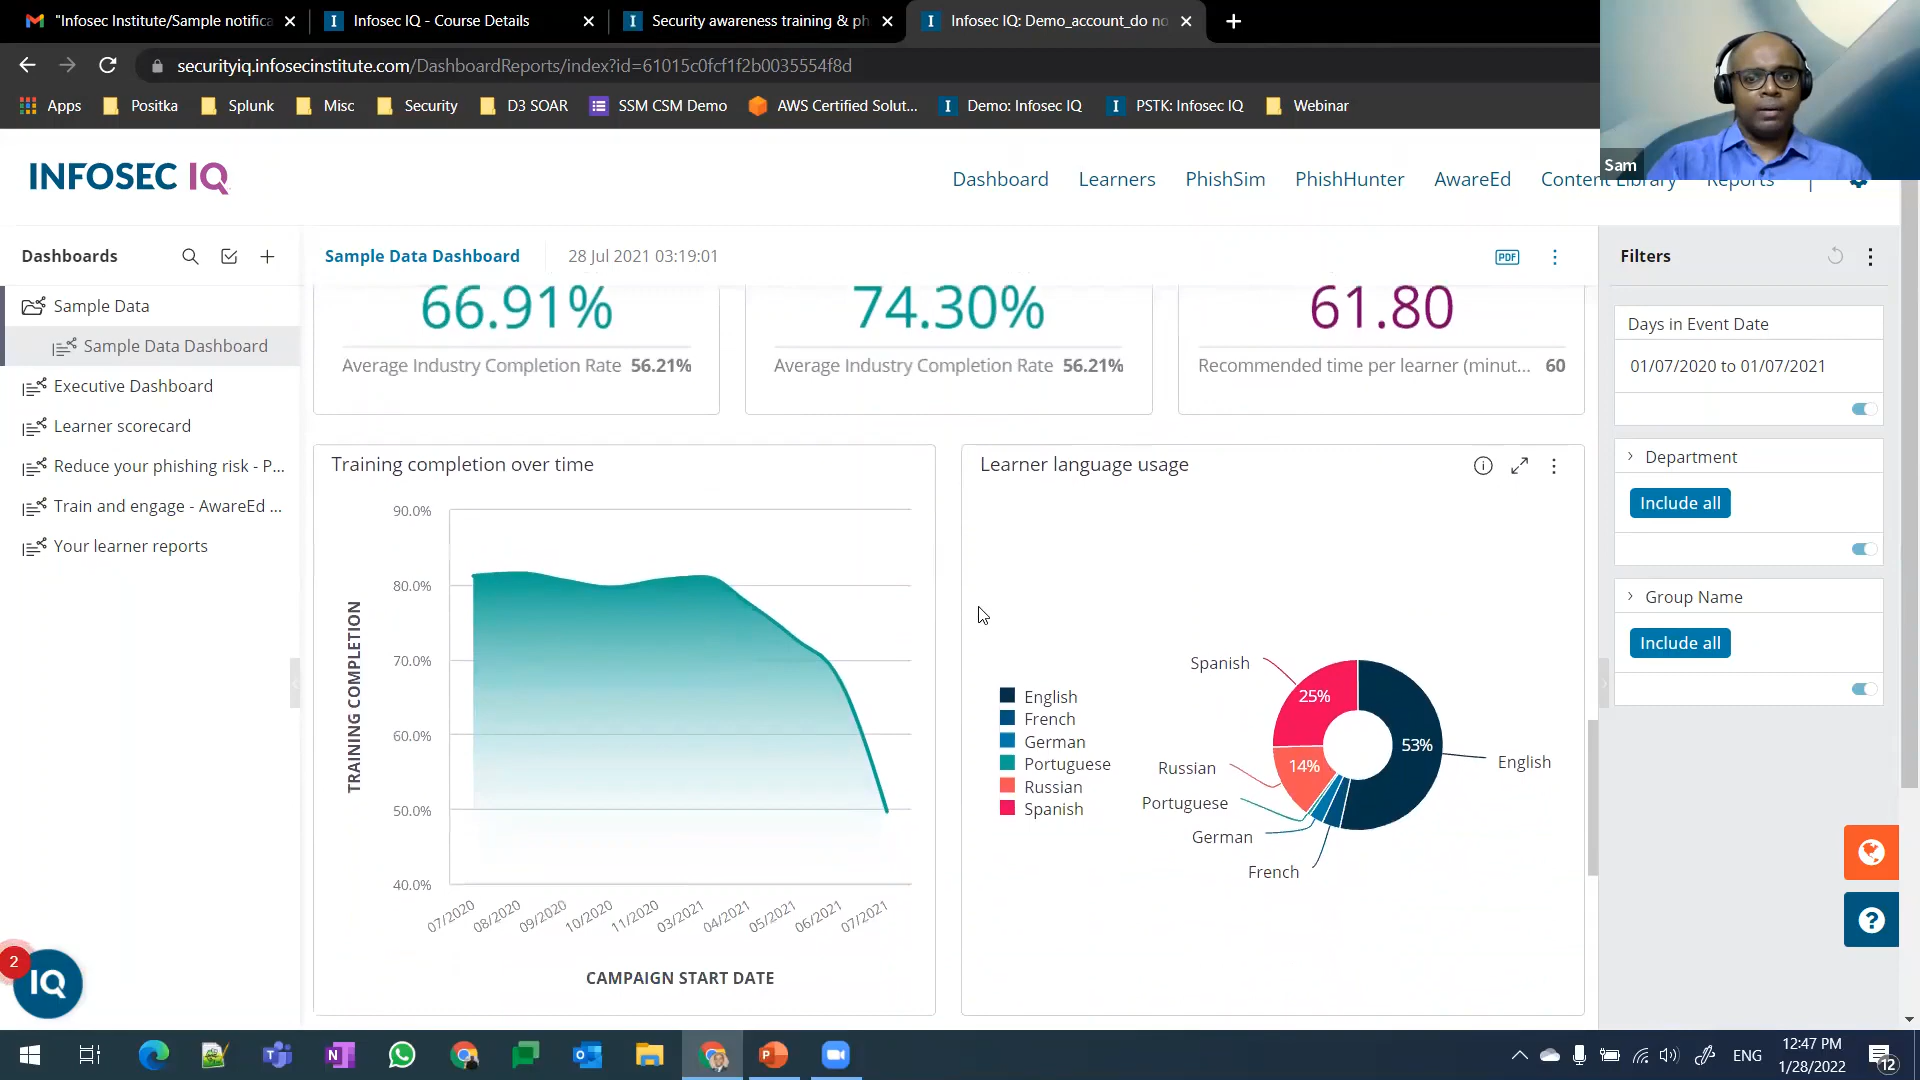 "Infosec Institute/Sample notifica
Infosec IQ - Course Details
Security awareness training & ph
Infosec IQ: Demo_account_do no
securityiq.infosecinstitute.com/DashboardReports/index?id=61015c0fcf1f2b0035554f8d
Apps
Positka
Splunk
Misc
Security
D3 SOAR
SSM CSM Demo
AWS Certified Solut...
Demo: Infosec IQ
PSTK: Infosec IQ
Webinar
Sam
INFOSEC IQ
Dashboard
Learners
PhishSim
PhishHunter
AwareEd
Content Library
Reports
Dashboards
Sample Data Dashboard
28 Jul 2021 03:19:01
PDF
Filters
Sample Data
Sample Data Dashboard
Executive Dashboard
Learner scorecard
Reduce your phishing risk - P...
Train and engage - AwareEd ...
Your learner reports
66.91%
Average Industry Completion Rate 56.21%
74.30%
Average Industry Completion Rate 56.21%
61.80
Recommended time per learner (minut... 60
Days in Event Date
01/07/2020 to 01/07/2021
Department
Include all
Group Name
Include all
Training completion over time
90.0%
80.0%
70.0%
60.0%
50.0%
40.0%
TRAINING COMPLETION
07/2020
08/2020
09/2020
10/2020
11/2020
03/2021
04/2021
05/2021
06/2021
07/2021
CAMPAIGN START DATE
Learner language usage
English
French
German
Portuguese
Russian
Spanish
Spanish
25%
53%
English
Russian
14%
Portuguese
German
French
2
IQ
?
ENG
12:47 PM
1/28/2022
12